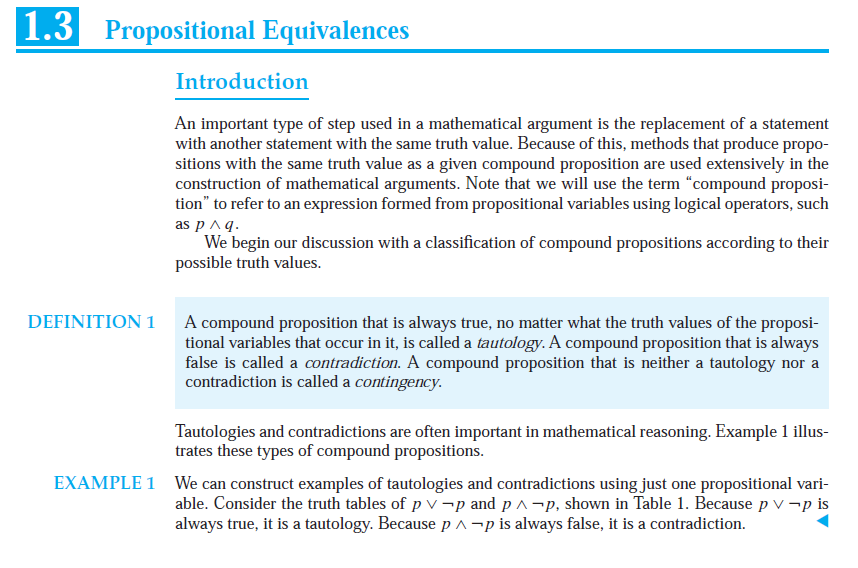 1.3 Propositional Equivalences
Introduction
An important type of step used in a mathematical argument is the replacement of a statement
with another statement with the same truth value. Because of this, methods that produce propo-
sitions with the same truth value as a given compound proposition are used extensively in the
construction of mathematical arguments. Note that we will use the term “compound proposi-
tion” to refer to an expression formed from propositional variables using logical operators, such
as p ∧ q.
We begin our discussion with a classification of compound propositions according to their
possible truth values.
DEFINITION 1 A compound proposition that is always true, no matter what the truth values of the proposi-
tional variables that occur in it, is called a tautology. A compound proposition that is always
false is called a contradiction. A compound proposition that is neither a tautology nor a
contradiction is called a contingency.
Tautologies and contradictions are often important in mathematical reasoning. Example 1 illus-
trates these types of compound propositions.
EXAMPLE 1 We can construct examples of tautologies and contradictions using just one propositional vari-
able. Consider the truth tables of p ∨ ¬p and p ∧ ¬p, shown in Table 1. Because p ∨ ¬p is
always true, it is a tautology. Because p ∧ ¬p is always false, it is a contradiction.